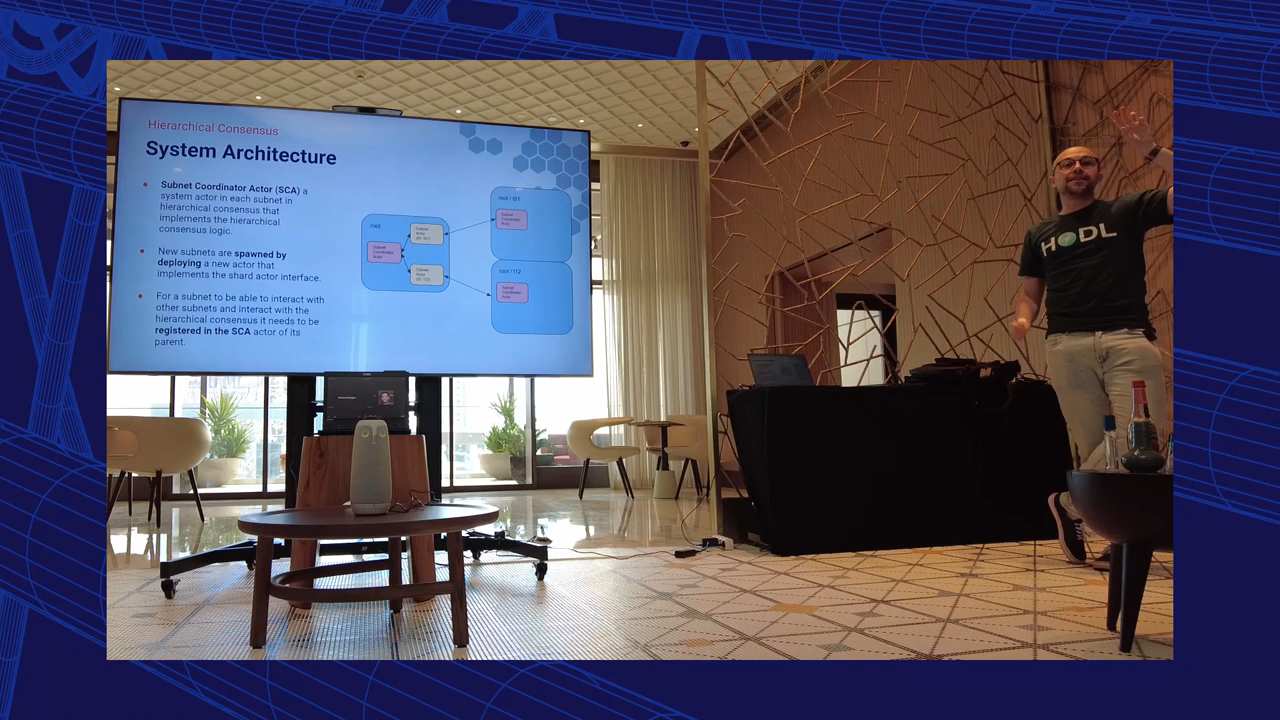 Hierarchical Consensus
System Architecture
Subnet Coordinator Actor (SCA) a
system actor in each subnet in
hierarchical consensus that
implements the hierarchical
consensus logic.
New subnets are spawned by
deploying a new actor that
implements the shard actor interface.
For a subnet to be able to interact with
other subnets and interact with the
hierarchical consensus it needs to be
registered in the SCA actor of its
parent.
root
Subnet
Coordinator
Actor
Subnet
Actor
Subnet
Actor
Subnet
Coordinator
Actor
root / t112
Subnet
Coordinator
Actor
HODL